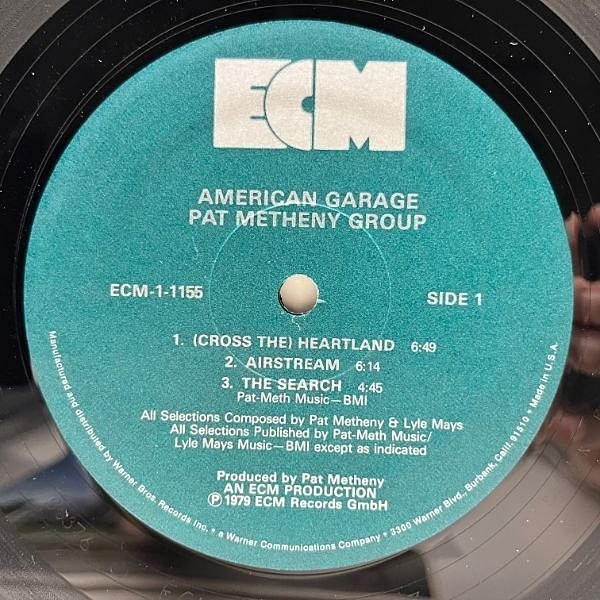 ECM
AMERICAN GARAGE
PAT METHENY GROUP
ECM-1-1155
SIDE 1
1. (CROSS THE) HEARTLAND 6:49
2. AIRSTREAM 6:14
3. THE SEARCH 4:45
Pat-Meth Music—BMI
All Selections Composed by Pat Metheny & Lyle Mays
All Selections Published by Pat-Meth Music/
Lyle Mays Music—BMI except as indicated
Produced by Pat Metheny
AN ECM PRODUCTION
Ⓟ 1979 ECM Records GmbH
Manufactured and distributed by Warner Bros. Records Inc. • a Warner Communications Company • 3300 Warner Blvd., Burbank, Calif. 91510 • Made in U.S.A.